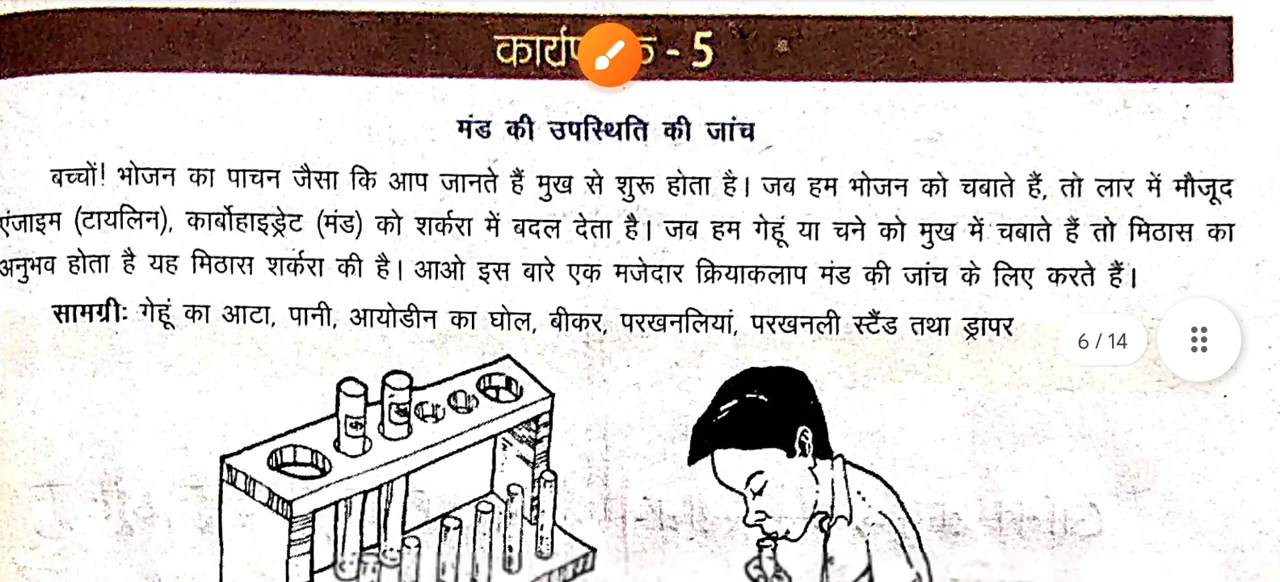 - 5
मंड की उपस्थिति की जांच
बच्चों! भोजन का पाचन जैसा कि आप जानते हैं मुख से शुरू होता है। जब हम भोजन को चबाते हैं, तो लार में मौजूद
एंजाइम (टायलिन), कार्बोहाइड्रेट (मंड) को शर्करा में बदल देता है। जब हम गेहूं या चने को मुख में चबाते हैं तो मिठास का
अनुभव होता है यह मिठास शर्करा की है। आओ इस बारे एक मजेदार क्रियाकलाप मंड की जांच के लिए करते हैं।
सामग्रीः गेहूं का आटा, पानी, आयोडीन का घोल, बीकर, परखनलियां, परखनली स्टैंड तथा ड्रापर
6 / 14
क